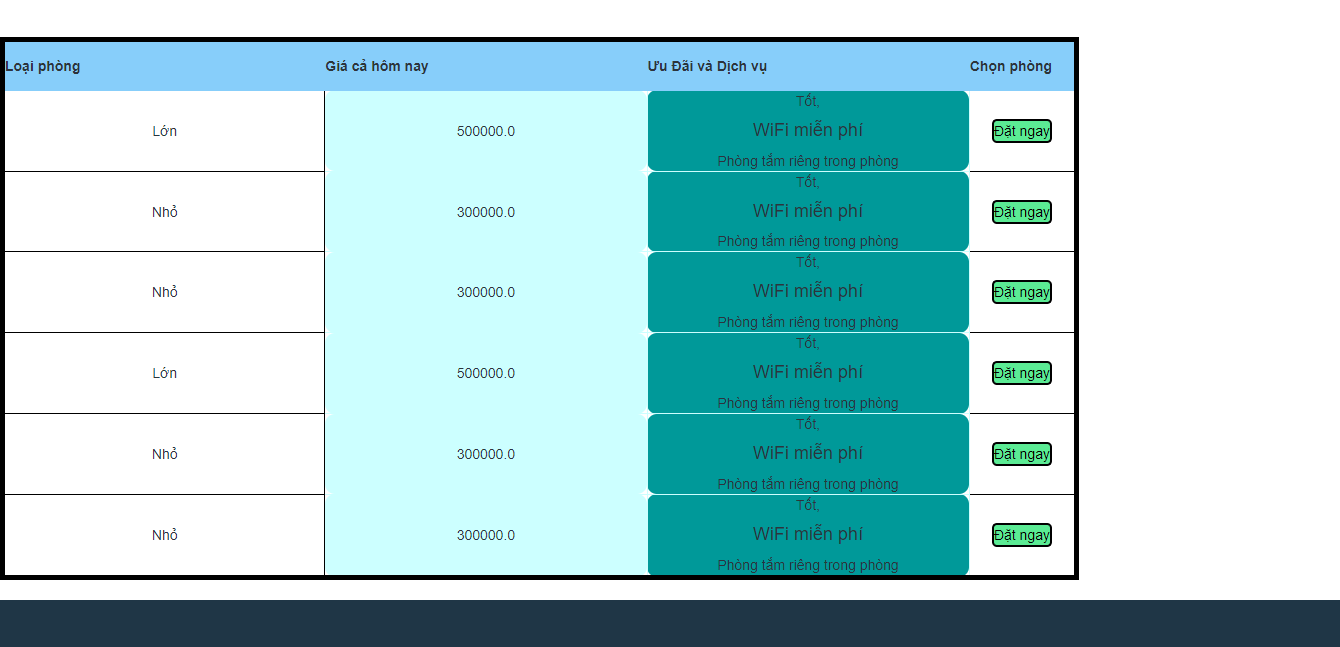 Loại phòng Giá cả hôm nay Ưu Đãi và Dịch vụ Chọn phòng
Tốt,
Lớn 500000.0 WiFi miễn phí Đặt ngay
Phòng tắm riêng trong phòng
Tốt,
Nhỏ 300000.0 WiFi miễn phí Đặt ngay
Phòng tắm riêng trong phòng
Tốt,
Nhỏ 300000.0 WiFi miễn phí Đặt ngay
Phòng tắm riêng trong phòng
Tốt,
Lớn 500000.0 WiFi miễn phí Đặt ngay
Phòng tắm riêng trong phòng
Tốt,
Nhỏ 300000.0 WiFi miễn phí Đặt ngay
Phòng tắm riêng trong phòng
Tốt,
Nhỏ 300000.0 WiFi miễn phí Đặt ngay
Phòng tắm riêng trong phòng